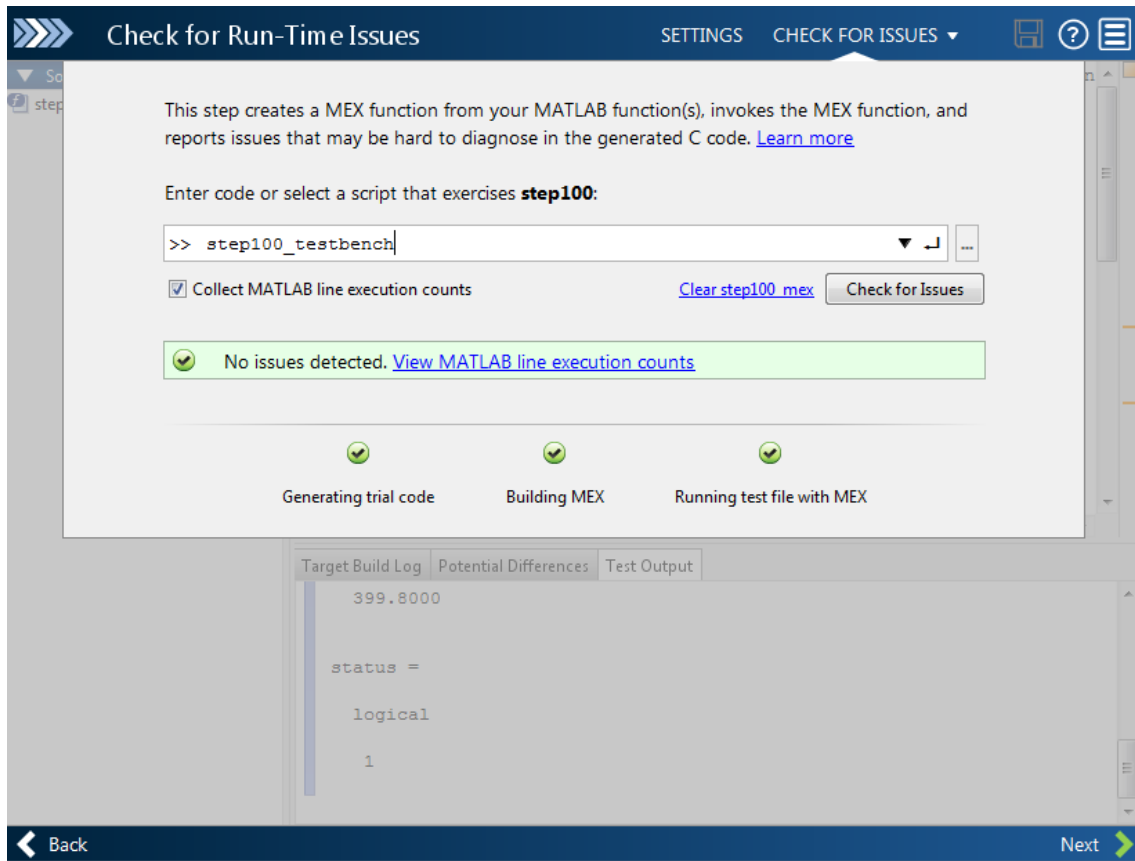 Check for Run-Time Issues SETTINGS CHECK FOR ISSUES
So n
step
This step creates a MEX function from your MATLAB function(s), invokes the MEX function, and
reports issues that may be hard to diagnose in the generated C code. Learn more
Enter code or select a script that exercises step100:
>> step100_testbench ...
Collect MATLAB line execution counts Clear step100_mex Check for Issues
No issues detected. View MATLAB line execution counts
Generating trial code Building MEX Running test file with MEX
Target Build Log Potential Differences Test Output
399.8000
status =
logical
1
Back Next